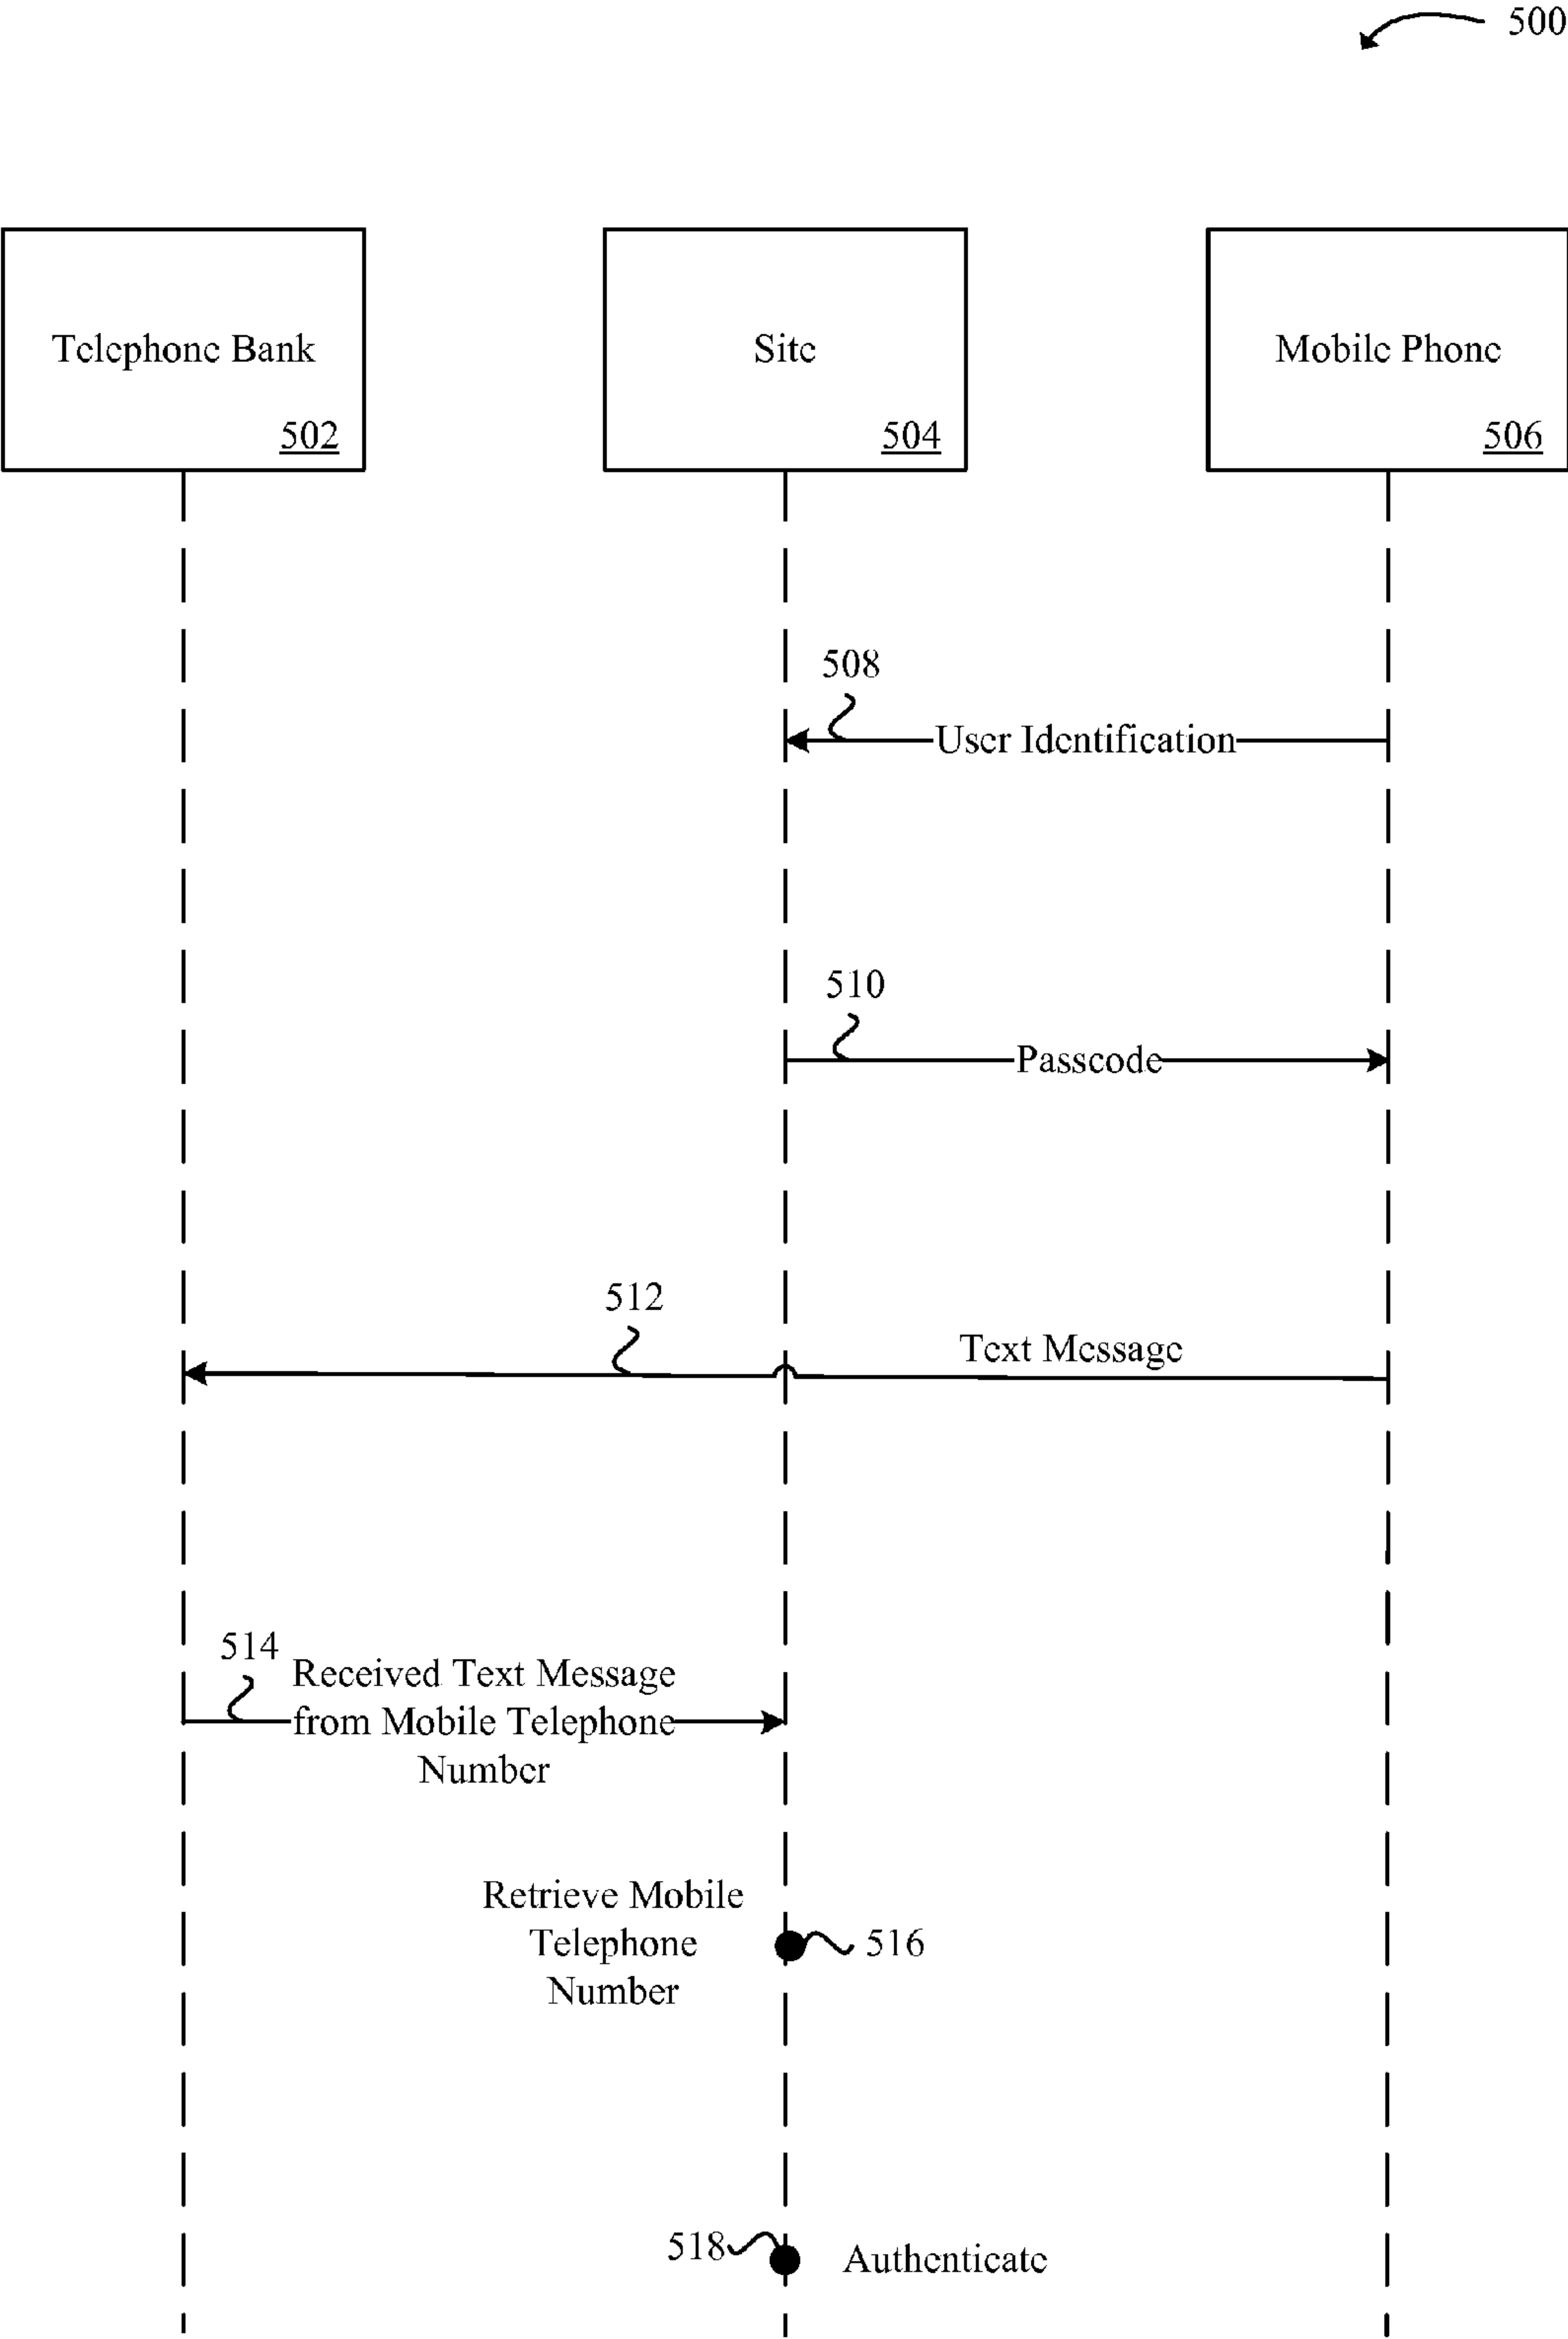 500
Telephone Bank
502
Site
504
Mobile Phone
506
508
User Identification
510
Passcode
512
Text Message
514
Received Text Message
from Mobile Telephone
Number
Retrieve Mobile
Telephone
Number
516
518
Authenticate